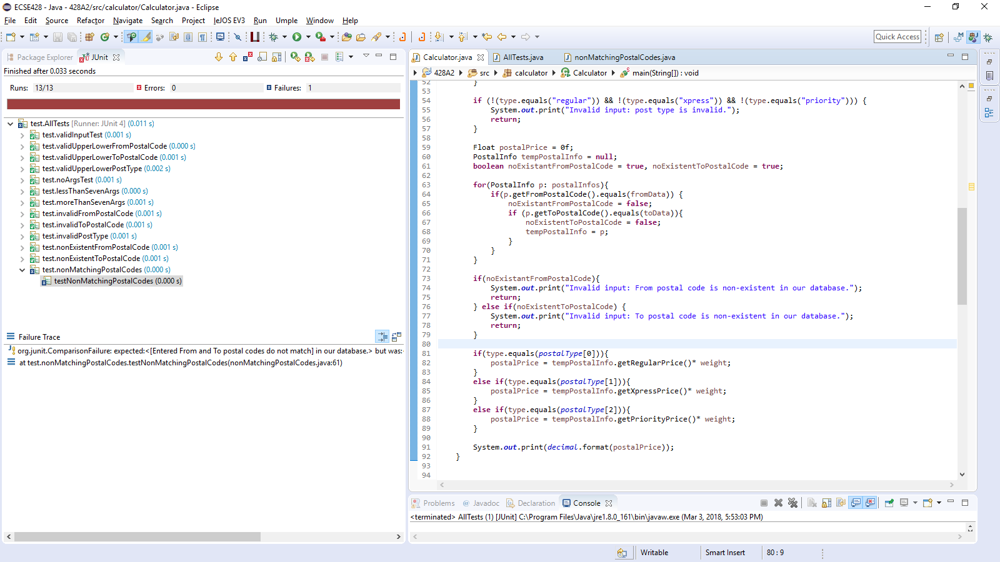 ECSE428 - Java - 428A2/src/calculator/Calculator.java - Eclipse
File Edit Source Refactor Navigate Search Project leJOS EV3 Run Umple Window Help
Quick Access
Package Explorer JUnit
Finished after 0.033 seconds
Runs: 13/13 Errors: 0 Failures: 1
test.AllTests [Runner: JUnit 4] (0.011 s)
test.validInputTest (0.001 s)
test.validUpperLowerFromPostalCode (0.000 s)
test.validUpperLowerToPostalCode (0.001 s)
test.validUpperLowerPostType (0.002 s)
test.noArgsTest (0.001 s)
test.lessThanSevenArgs (0.000 s)
test.moreThanSevenArgs (0.001 s)
test.invalidFromPostalCode (0.001 s)
test.invalidToPostalCode (0.001 s)
test.invalidPostType (0.001 s)
test.nonExistentFromPostalCode (0.001 s)
test.nonExistentToPostalCode (0.001 s)
test.nonMatchingPostalCodes (0.000 s)
testNonMatchingPostalCodes (0.000 s)
Failure Trace
org.junit.ComparisonFailure: expected:<[Entered From and To postal codes do not match] in our database.> but was:
at test.nonMatchingPostalCodes.testNonMatchingPostalCodes(nonMatchingPostalCodes.java:61)
Calculator.java AllTests.java nonMatchingPostalCodes.java
428A2 src calculator Calculator main(String[]) : void
52 }
53
54 if (!(type.equals("regular")) && !(type.equals("xpress")) && !(type.equals("priority"))) {
55 System.out.print("Invalid input: post type is invalid.");
56 return;
57 }
58
59 Float postalPrice = 0f;
60 PostalInfo tempPostalInfo = null;
61 boolean noExistantFromPostalCode = true, noExistentToPostalCode = true;
62
63 for(PostalInfo p: postalInfos){
64 if(p.getFromPostalCode().equals(fromData)) {
65 noExistantFromPostalCode = false;
66 if (p.getToPostalCode().equals(toData)){
67 noExistentToPostalCode = false;
68 tempPostalInfo = p;
69 }
70 }
71 }
72
73 if(noExistantFromPostalCode){
74 System.out.print("Invalid input: From postal code is non-existent in our database.");
75 return;
76 } else if(noExistentToPostalCode) {
77 System.out.print("Invalid input: To postal code is non-existent in our database.");
78 return;
79 }
80
81 if(type.equals(postalType[0])){
82 postalPrice = tempPostalInfo.getRegularPrice()* weight;
83 }
84 else if(type.equals(postalType[1])){
85 postalPrice = tempPostalInfo.getXpressPrice()* weight;
86 }
87 else if(type.equals(postalType[2])){
88 postalPrice = tempPostalInfo.getPriorityPrice()* weight;
89 }
90
91 System.out.print(decimal.format(postalPrice));
92 }
93
94
Problems @ Javadoc Declaration Console
<terminated> AllTests (1) [JUnit] C:\Program Files\Java\jre1.8.0_161\bin\javaw.exe (Mar 3, 2018, 5:53:03 PM)
Writable Smart Insert 80 : 9